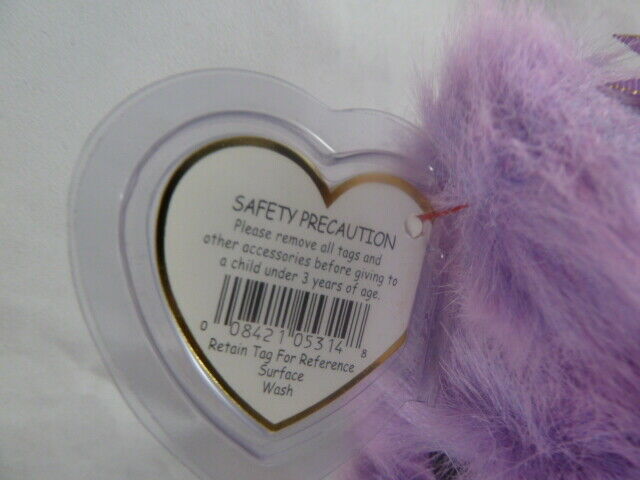 SAFETY PRECAUTION
Please remove all tags and
other accessories before giving to
a child under 3 years of age.
0 08421 05314 8
Retain Tag For Reference
Surface
Wash